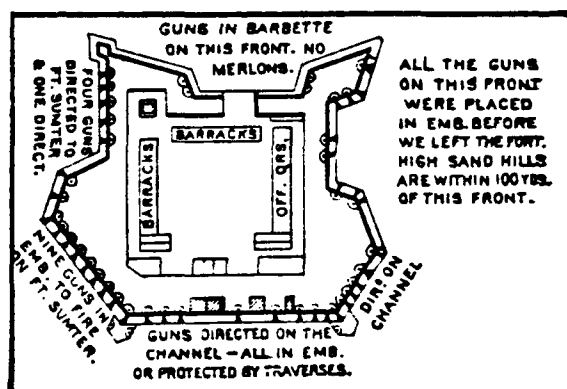 GUNS IN BARBETTE
ON THIS FRONT. NO
MERLONS.
ALL THE GUNS
ON THIS FRONT
WERE PLACED
IN EMB. BEFORE
WE LEFT THE FORT.
HIGH SAND HILLS
ARE WITHIN 100 YDS.
OF THIS FRONT.
FOUR GUNS
DIRECTED TO
FT. SUMTER
& ONE DIRECT.
BARRACKS
BARRACKS
OFF. QRS.
NINE GUNS IN
EMB. TO FIRE
ON FT. SUMTER.
DIRD. ON
CHANNEL
GUNS DIRECTED ON THE
CHANNEL – ALL IN EMB.
OR PROTECTED BY TRAVERSES.